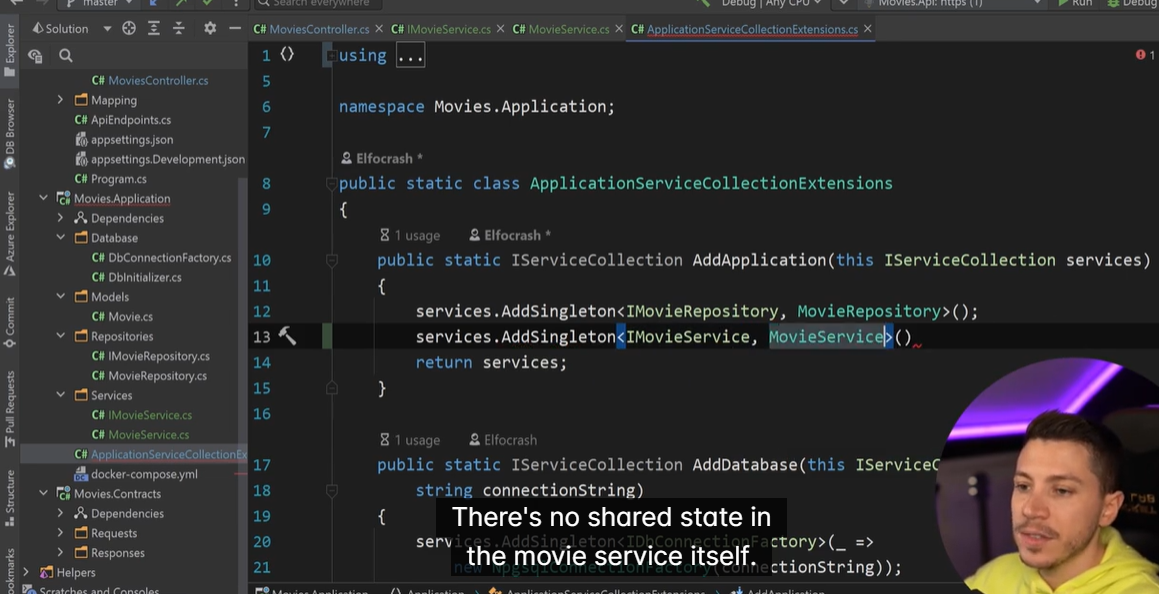 master
Search everywhere
Debug | Any CPU
Movies.Api: https (1)
Run
Debug
Solution
MoviesController.cs
IMovieService.cs
MovieService.cs
ApplicationServiceCollectionExtensions.cs
Explorer
DB Browser
Azure Explorer
Commit
Pull Requests
Structure
C# MoviesController.cs
Mapping
C# ApiEndpoints.cs
appsettings.json
appsettings.Development.json
C# Program.cs
Movies.Application
Dependencies
Database
C# DbConnectionFactory.cs
C# DbInitializer.cs
Models
C# Movie.cs
Repositories
C# IMovieRepository.cs
C# MovieRepository.cs
Services
C# IMovieService.cs
C# MovieService.cs
C# ApplicationServiceCollectionEx
docker-compose.yml
Movies.Contracts
Dependencies
Requests
Responses
Helpers
Scratches and Consoles
1 using ...
1
5
6 namespace Movies.Application;
7
Elfocrash *
8 public static class ApplicationServiceCollectionExtensions
9 {
1 usage Elfocrash *
10 public static IServiceCollection AddApplication(this IServiceCollection services)
11 {
12 services.AddSingleton<IMovieRepository, MovieRepository>();
13 services.AddSingleton<IMovieService, MovieService>()
14 return services;
15 }
16
1 usage Elfocrash
17 public static IServiceCollection AddDatabase(this IServiceC
18 string connectionString)
19 {
20 services.AddSingleton<IDbConnectionFactory>(_ =>
21 new NpgsqlConnectionFactory(connectionString));
There's no shared state in
the movie service itself.
Movies.Application
Application
ApplicationServiceCollectionExtensions
AddApplication